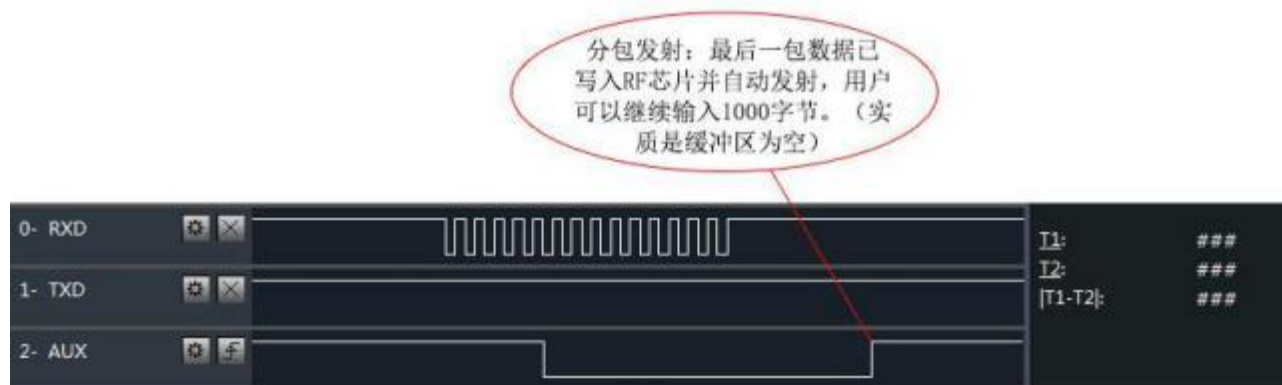 分包发射：最后一包数据已
写入RF芯片并自动发射，用户
可以继续输入1000字节。（实
质是缓冲区为空）
0- RXD
T1: ###
1- TXD
T2: ###
|T1-T2|: ###
2- AUX